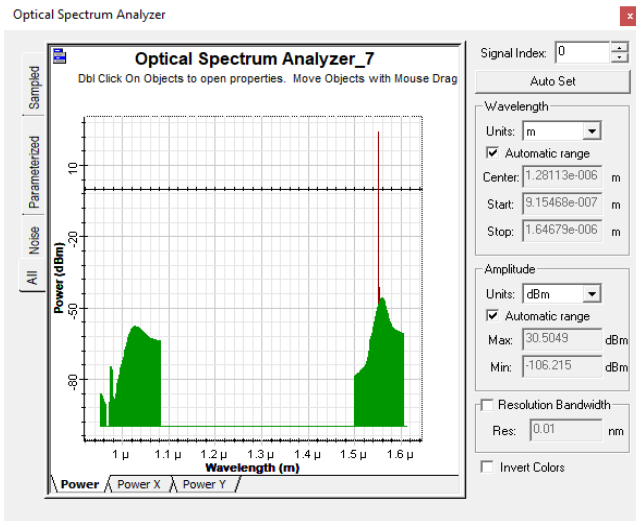 Optical Spectrum Analyzer
x
Sampled
Parameterized
Noise
All
Optical Spectrum Analyzer_7
Dbl Click On Objects to open properties. Move Objects with Mouse Drag
Power (dBm)
10
-20
-50
-80
1 μ 1.1 μ 1.2 μ 1.3 μ 1.4 μ 1.5 μ 1.6 μ
Wavelength (m)
Power Power X Power Y
Signal Index: 0
Auto Set
Wavelength
Units: m
Automatic range
Center: 1.28113e-006 m
Start: 9.15468e-007 m
Stop: 1.64679e-006 m
Amplitude
Units: dBm
Automatic range
Max: 30.5049 dBm
Min: -106.215 dBm
Resolution Bandwidth
Res: 0.01 nm
Invert Colors